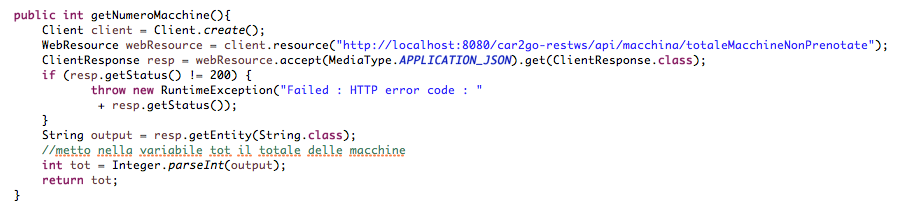 public int getNumeroMacchine(){
    Client client = Client.create();
    WebResource webResource = client.resource("http://localhost:8080/car2go-restws/api/macchina/totaleMacchineNonPrenotate");
    ClientResponse resp = webResource.accept(MediaType.APPLICATION_JSON).get(ClientResponse.class);
    if (resp.getStatus() != 200) {
           throw new RuntimeException("Failed : HTTP error code : "
            + resp.getStatus());
    }
    String output = resp.getEntity(String.class);
    //metto nella variabile tot il totale delle macchine
    int tot = Integer.parseInt(output);
    return tot;
}